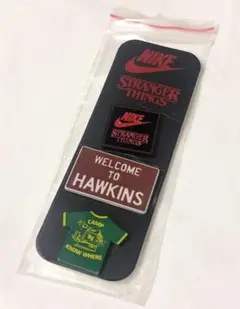 NIKE
STRANGER
THINGS
NIKE
STRANGER
THINGS
WELCOME
TO
HAWKINS
CAMP
KNOW WHERE